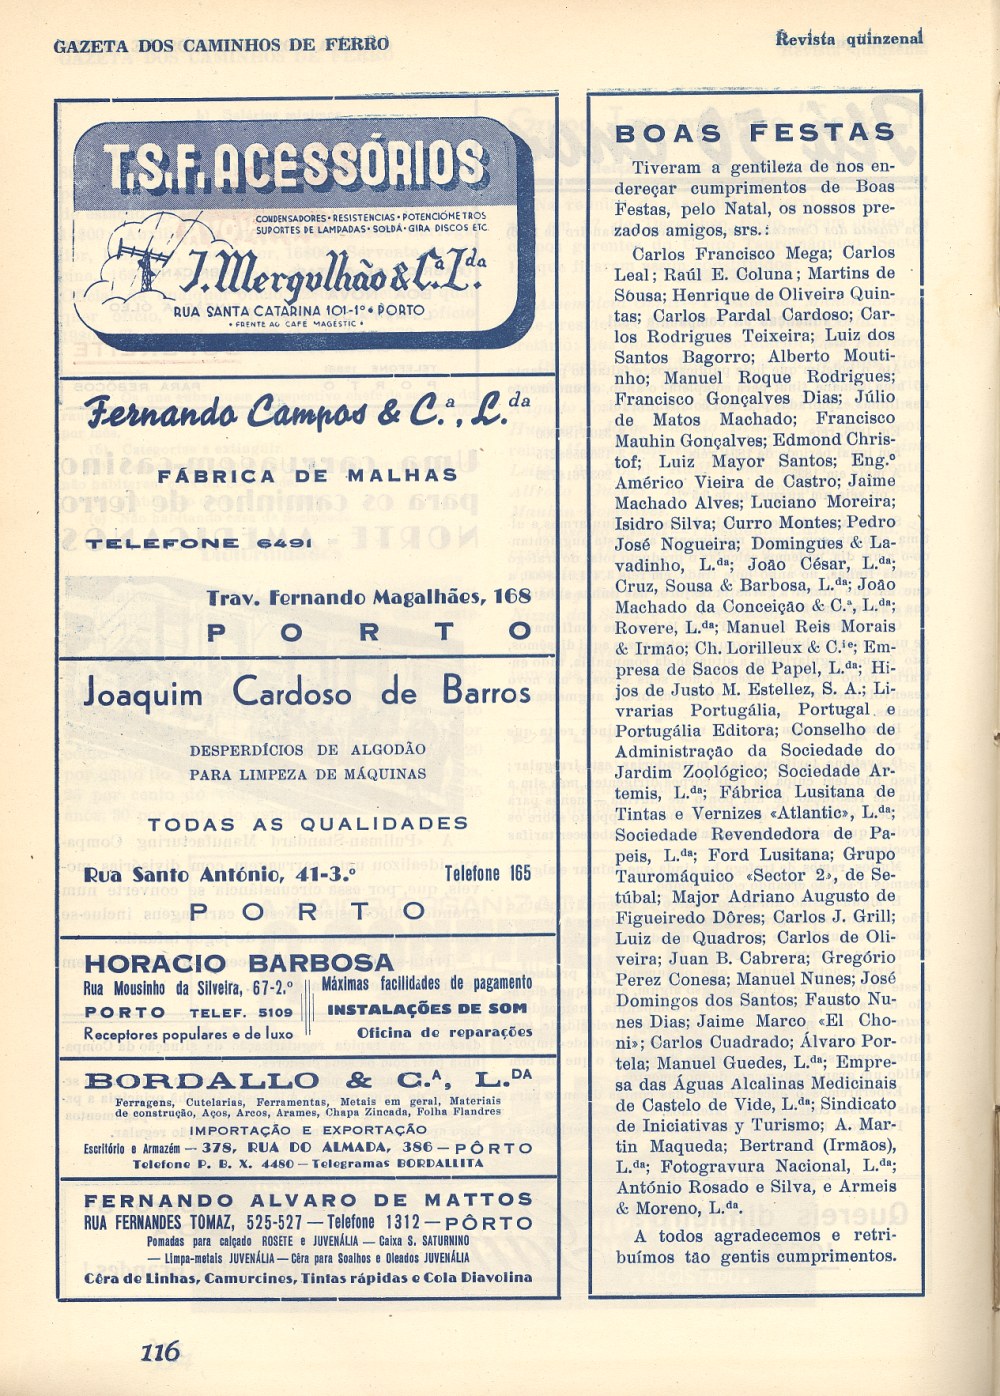 GAZETA DOS CAMINHOS DE FERRO
Revista quinzenal
T.S.F. ACESSÓRIOS
CONDENSADORES • RESISTENCIAS • POTENCIÓMETROS
SUPORTES DE LAMPADAS • SOLDA • GIRA DISCOS ETC.
J. Mergulhão & C.ª L.da
RUA SANTA CATARINA 101-1º • PORTO
• FRENTE AO CAFÉ MAGESTIC •
Fernando Campos & C.ª, L.da
FÁBRICA DE MALHAS
TELEFONE 6491
Trav. Fernando Magalhães, 168
PORTO
Joaquim Cardoso de Barros
DESPERDÍCIOS DE ALGODÃO
PARA LIMPEZA DE MÁQUINAS
TODAS AS QUALIDADES
Rua Santo António, 41-3.º Telefone 165
PORTO
HORACIO BARBOSA
Rua Mousinho da Silveira, 67-2.º
PORTO TELEF. 5109
Receptores populares e de luxo
Máximas facilidades de pagamento
INSTALAÇÕES DE SOM
Oficina de reparações
BORDALLO & C.A, L.DA
Ferragens, Cutelarias, Ferramentas, Metais em geral, Materiais
de construção, Aços, Arcos, Arames, Chapa Zincada, Folha Flandres
IMPORTAÇÃO E EXPORTAÇÃO
Escritório e Armazém — 378, RUA DO ALMADA, 386 — PÔRTO
Telefone P. B. X. 4480 — Telegramas BORDALLITA
FERNANDO ALVARO DE MATTOS
RUA FERNANDES TOMAZ, 525-527 — Telefone 1312 — PÔRTO
Pomadas para calçado ROSETE e JUVENÁLIA — Caixa S. SATURNINO
— Limpa-metais JUVENÁLIA — Cêra para Soalhos e Oleados JUVENÁLIA
Cêra de Linhas, Camurcines, Tintas rápidas e Cola Diavolina
BOAS FESTAS
Tiveram a gentileza de nos en-
dereçar cumprimentos de Boas
Festas, pelo Natal, os nossos pre-
zados amigos, srs.:
Carlos Francisco Mega; Carlos
Leal; Raúl E. Coluna; Martins de
Sousa; Henrique de Oliveira Quin-
tas; Carlos Pardal Cardoso; Car-
los Rodrigues Teixeira; Luiz dos
Santos Bagorro; Alberto Mouti-
nho; Manuel Roque Rodrigues;
Francisco Gonçalves Dias; Júlio
de Matos Machado; Francisco
Mauhin Gonçalves; Edmond Chris-
tof; Luiz Mayor Santos; Eng.º
Américo Vieira de Castro; Jaime
Machado Alves; Luciano Moreira;
Isidro Silva; Curro Montes; Pedro
José Nogueira; Domingues & La-
vadinho, L.da; João César, L.da;
Cruz, Sousa & Barbosa, L.da; João
Machado da Conceição & C.ª, L.da;
Rovere, L.da; Manuel Reis Morais
& Irmão; Ch. Lorilleux & C.ie; Em-
presa de Sacos de Papel, L.da; Hi-
jos de Justo M. Estellez, S. A.; Li-
vrarias Portugália, Portugal e
Portugália Editora; Conselho de
Administração da Sociedade do
Jardim Zoológico; Sociedade Ar-
temis, L.da; Fábrica Lusitana de
Tintas e Vernizes «Atlantic», L.da;
Sociedade Revendedora de Pa-
peis, L.da; Ford Lusitana; Grupo
Tauromáquico «Sector 2», de Se-
túbal; Major Adriano Augusto de
Figueiredo Dôres; Carlos J. Grill;
Luiz de Quadros; Carlos de Oli-
veira; Juan B. Cabrera; Gregório
Perez Conesa; Manuel Nunes; José
Domingos dos Santos; Fausto Nu-
nes Dias; Jaime Marco «El Cho-
ni»; Carlos Cuadrado; Álvaro Por-
tela; Manuel Guedes, L.da; Empre-
sa das Águas Alcalinas Medicinais
de Castelo de Vide, L.da; Sindicato
de Iniciativas y Turismo; A. Mar-
tin Maqueda; Bertrand (Irmãos),
L.da; Fotogravura Nacional, L.da;
António Rosado e Silva, e Armeis
& Moreno, L.da.
A todos agradecemos e retri-
buímos tão gentis cumprimentos.
116